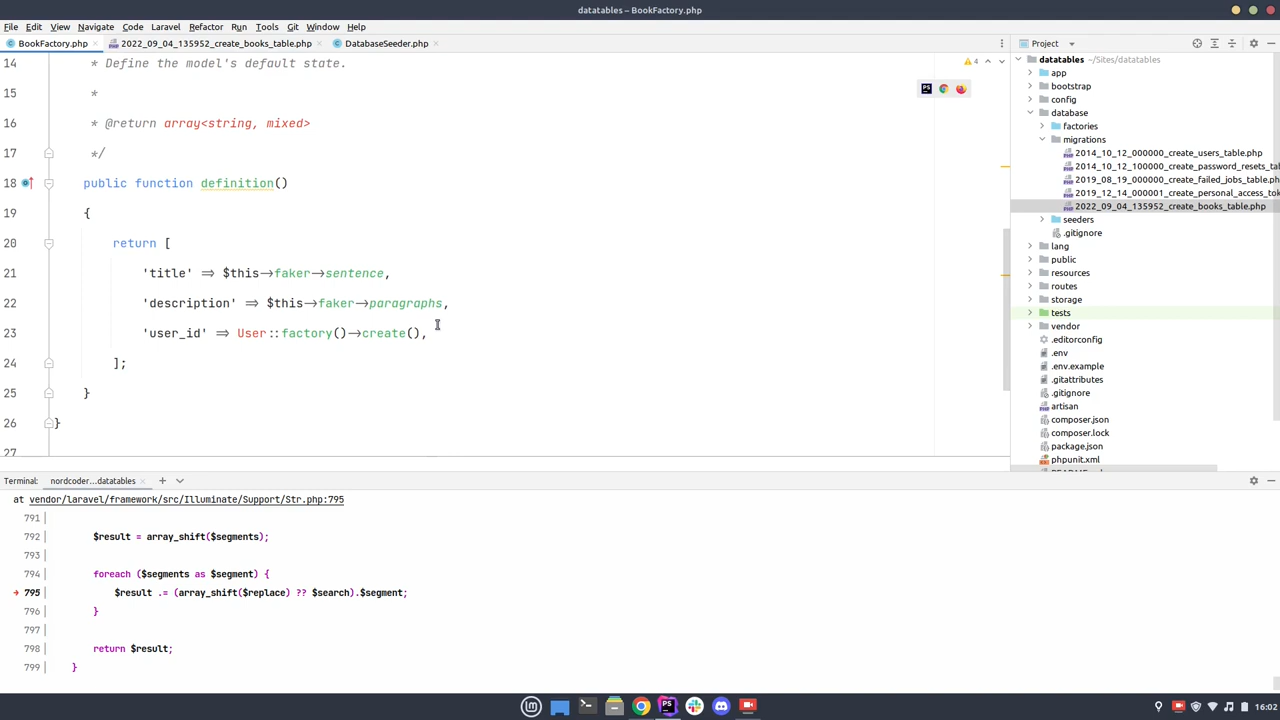 datatables – BookFactory.php
File Edit View Navigate Code Laravel Refactor Run Tools Git Window Help
BookFactory.php 2022_09_04_135952_create_books_table.php DatabaseSeeder.php
14 * Define the model's default state.
15 *
16 * @return array<string, mixed>
17 */
18 public function definition()
19 {
20 return [
21 'title' => $this->faker->sentence,
22 'description' => $this->faker->paragraphs,
23 'user_id' => User::factory()->create(),
24 ];
25 }
26 }
27
4
Project
datatables ~/Sites/datatables
app
bootstrap
config
database
factories
migrations
2014_10_12_000000_create_users_table.php
2014_10_12_100000_create_password_resets_ta
2019_08_19_000000_create_failed_jobs_table.ph
2019_12_14_000001_create_personal_access_tok
2022_09_04_135952_create_books_table.php
seeders
.gitignore
lang
public
resources
routes
storage
tests
vendor
.editorconfig
.env
.env.example
.gitattributes
.gitignore
artisan
composer.json
composer.lock
package.json
phpunit.xml
Terminal: nordcoder...datatables
at vendor/laravel/framework/src/Illuminate/Support/Str.php:795
791
792 $result = array_shift($segments);
793
794 foreach ($segments as $segment) {
795 $result .= (array_shift($replace) ?? $search).$segment;
796 }
797
798 return $result;
799 }
16:02